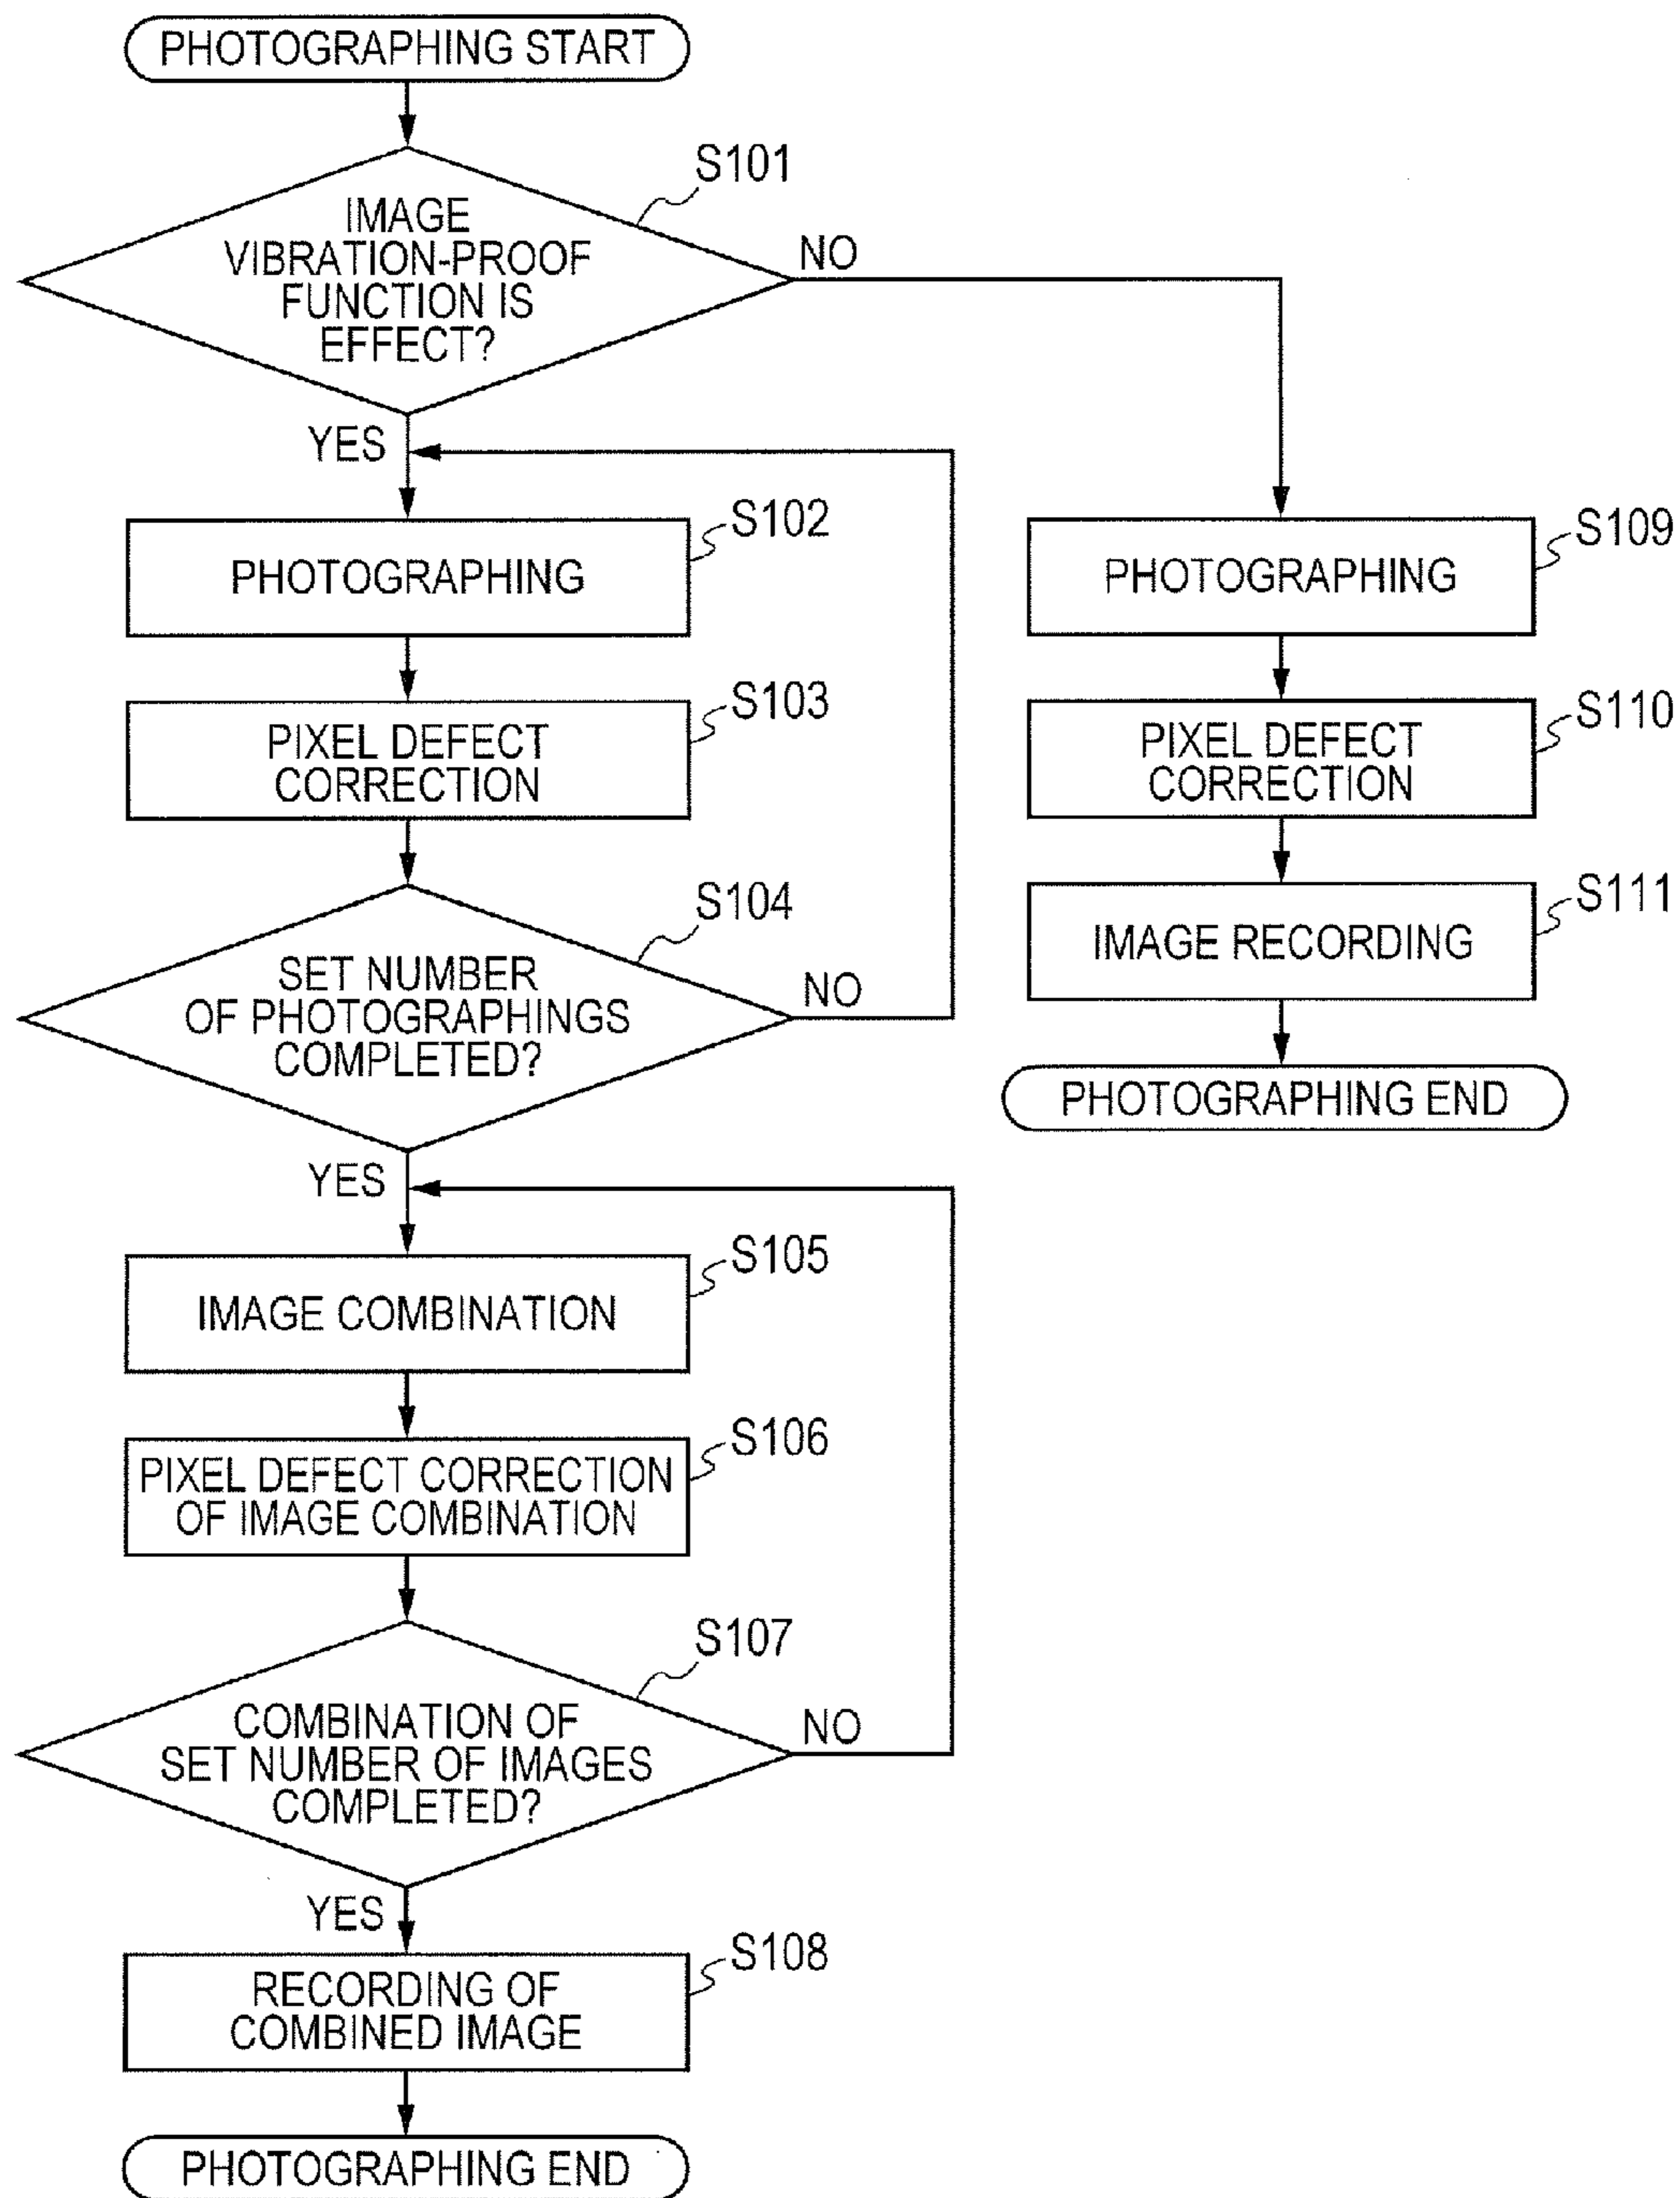 PHOTOGRAPHING START
S101
IMAGE
VIBRATION-PROOF
FUNCTION IS
EFFECT?
NO
YES
S102
PHOTOGRAPHING
S103
PIXEL DEFECT
CORRECTION
S104
SET NUMBER
OF PHOTOGRAPHINGS
COMPLETED?
NO
YES
S105
IMAGE COMBINATION
S106
PIXEL DEFECT CORRECTION
OF IMAGE COMBINATION
S107
COMBINATION OF
SET NUMBER OF IMAGES
COMPLETED?
NO
YES
S108
RECORDING OF
COMBINED IMAGE
PHOTOGRAPHING END
S109
PHOTOGRAPHING
S110
PIXEL DEFECT
CORRECTION
S111
IMAGE RECORDING
PHOTOGRAPHING END